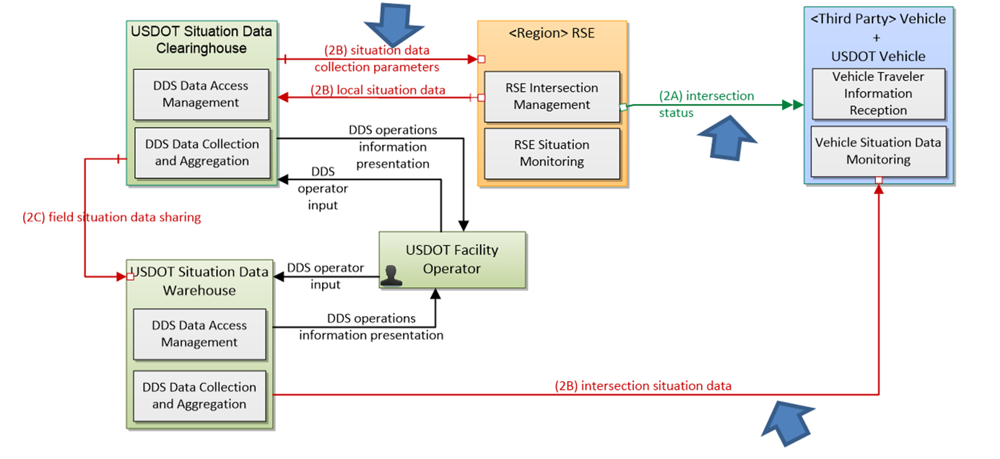 USDOT Situation Data
Clearinghouse
DDS Data Access
Management
DDS Data Collection
and Aggregation
(2B) situation data
collection parameters
(2B) local situation data
<Region> RSE
RSE Intersection
Management
RSE Situation
Monitoring
(2A) intersection
status
<Third Party> Vehicle
+
USDOT Vehicle
Vehicle Traveler
Information
Reception
Vehicle Situation Data
Monitoring
DDS operations
information
presentation
DDS
operator
input
(2C) field situation data sharing
USDOT Facility
Operator
DDS operator
input
DDS operations
information presentation
USDOT Situation Data
Warehouse
DDS Data Access
Management
DDS Data Collection
and Aggregation
(2B) intersection situation data